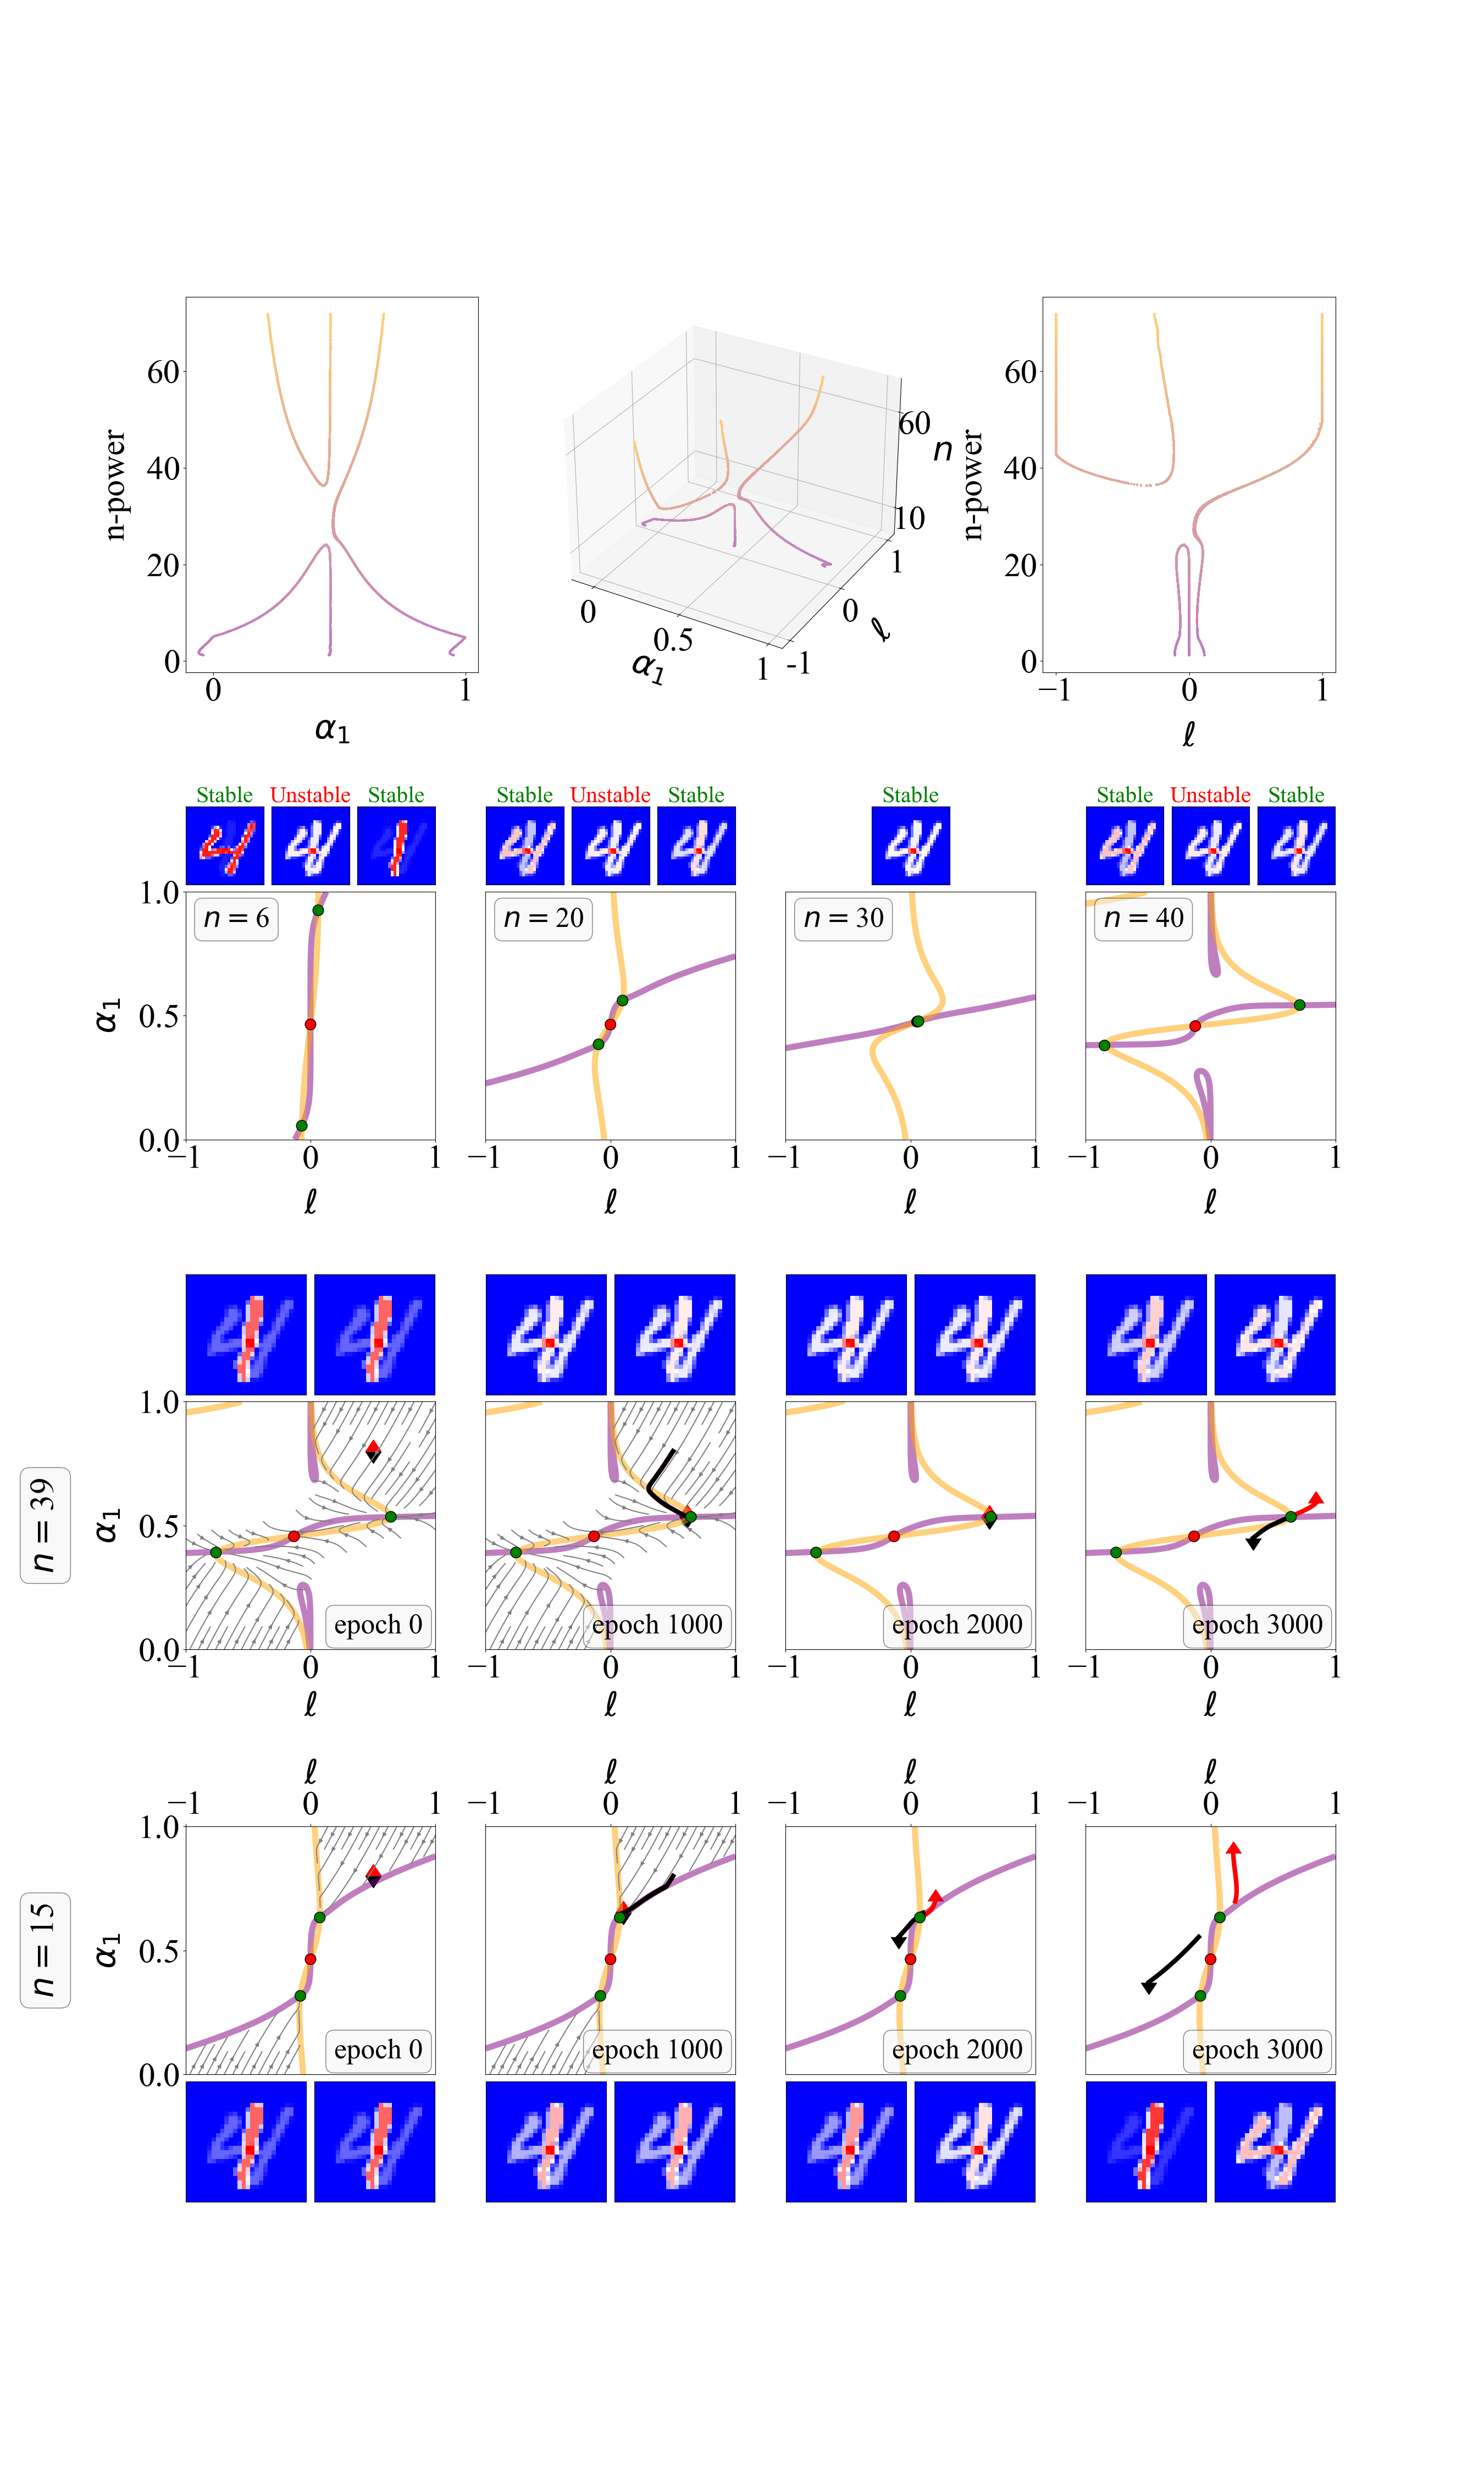 60
40
20
0
n-power
0
1
α₁
0
0.5
1
α₁
-1
0
1
ℓ
10
60
n
60
40
20
0
n-power
−1
0
1
ℓ
Stable Unstable Stable
Stable Unstable Stable
Stable
Stable Unstable Stable
n = 6
n = 20
n = 30
n = 40
1.0
0.5
0.0
α₁
−1 0 1
−1 0 1
−1 0 1
−1 0 1
ℓ
ℓ
ℓ
ℓ
n = 39
1.0
0.5
0.0
α₁
epoch 0
epoch 1000
epoch 2000
epoch 3000
−1 0 1
−1 0 1
−1 0 1
−1 0 1
ℓ
ℓ
ℓ
ℓ
ℓ
ℓ
ℓ
ℓ
−1 0 1
−1 0 1
−1 0 1
−1 0 1
n = 15
1.0
0.5
0.0
α₁
epoch 0
epoch 1000
epoch 2000
epoch 3000